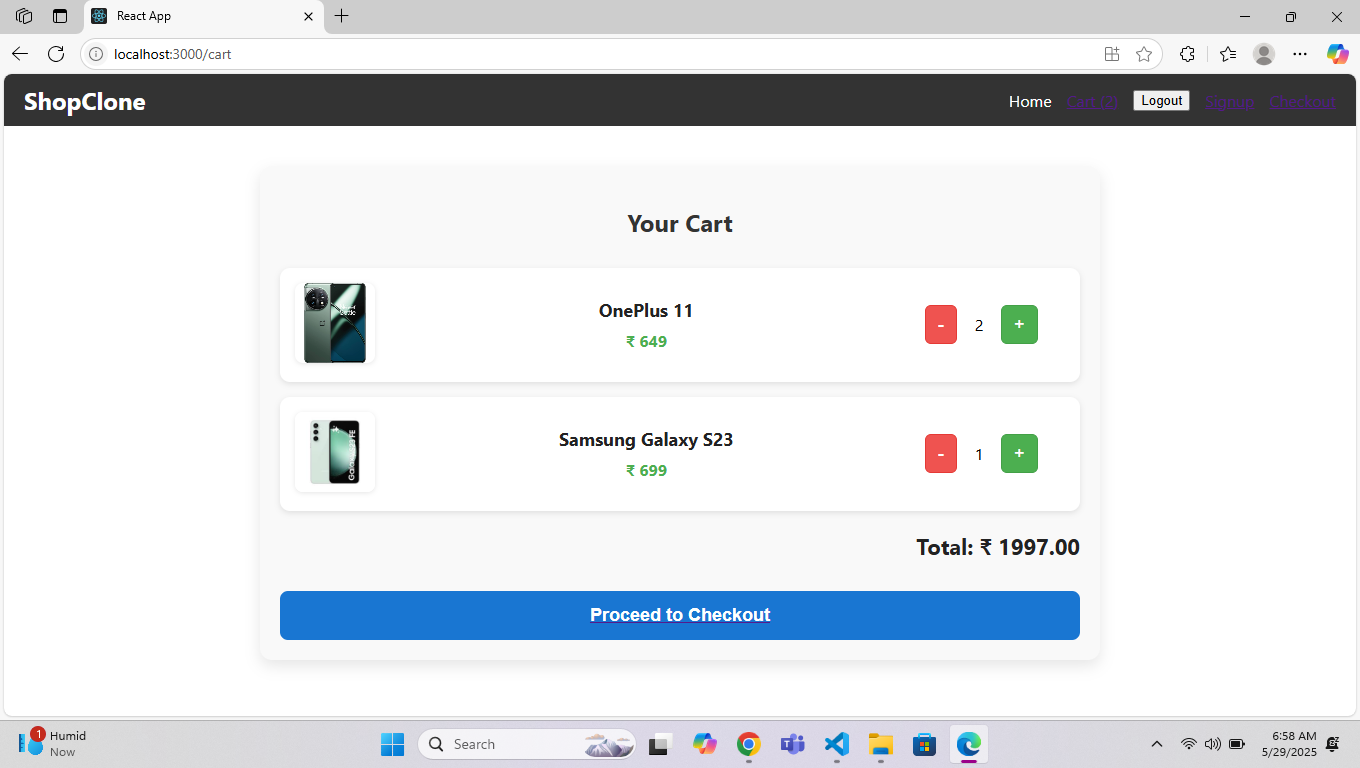 React App
localhost:3000/cart
ShopClone
Home Cart (2) Logout Signup Checkout
Your Cart
OnePlus 11
₹ 649
- 2 +
Samsung Galaxy S23
₹ 699
- 1 +
Total: ₹ 1997.00
Proceed to Checkout
1
Humid
Now
Search
6:58 AM
5/29/2025